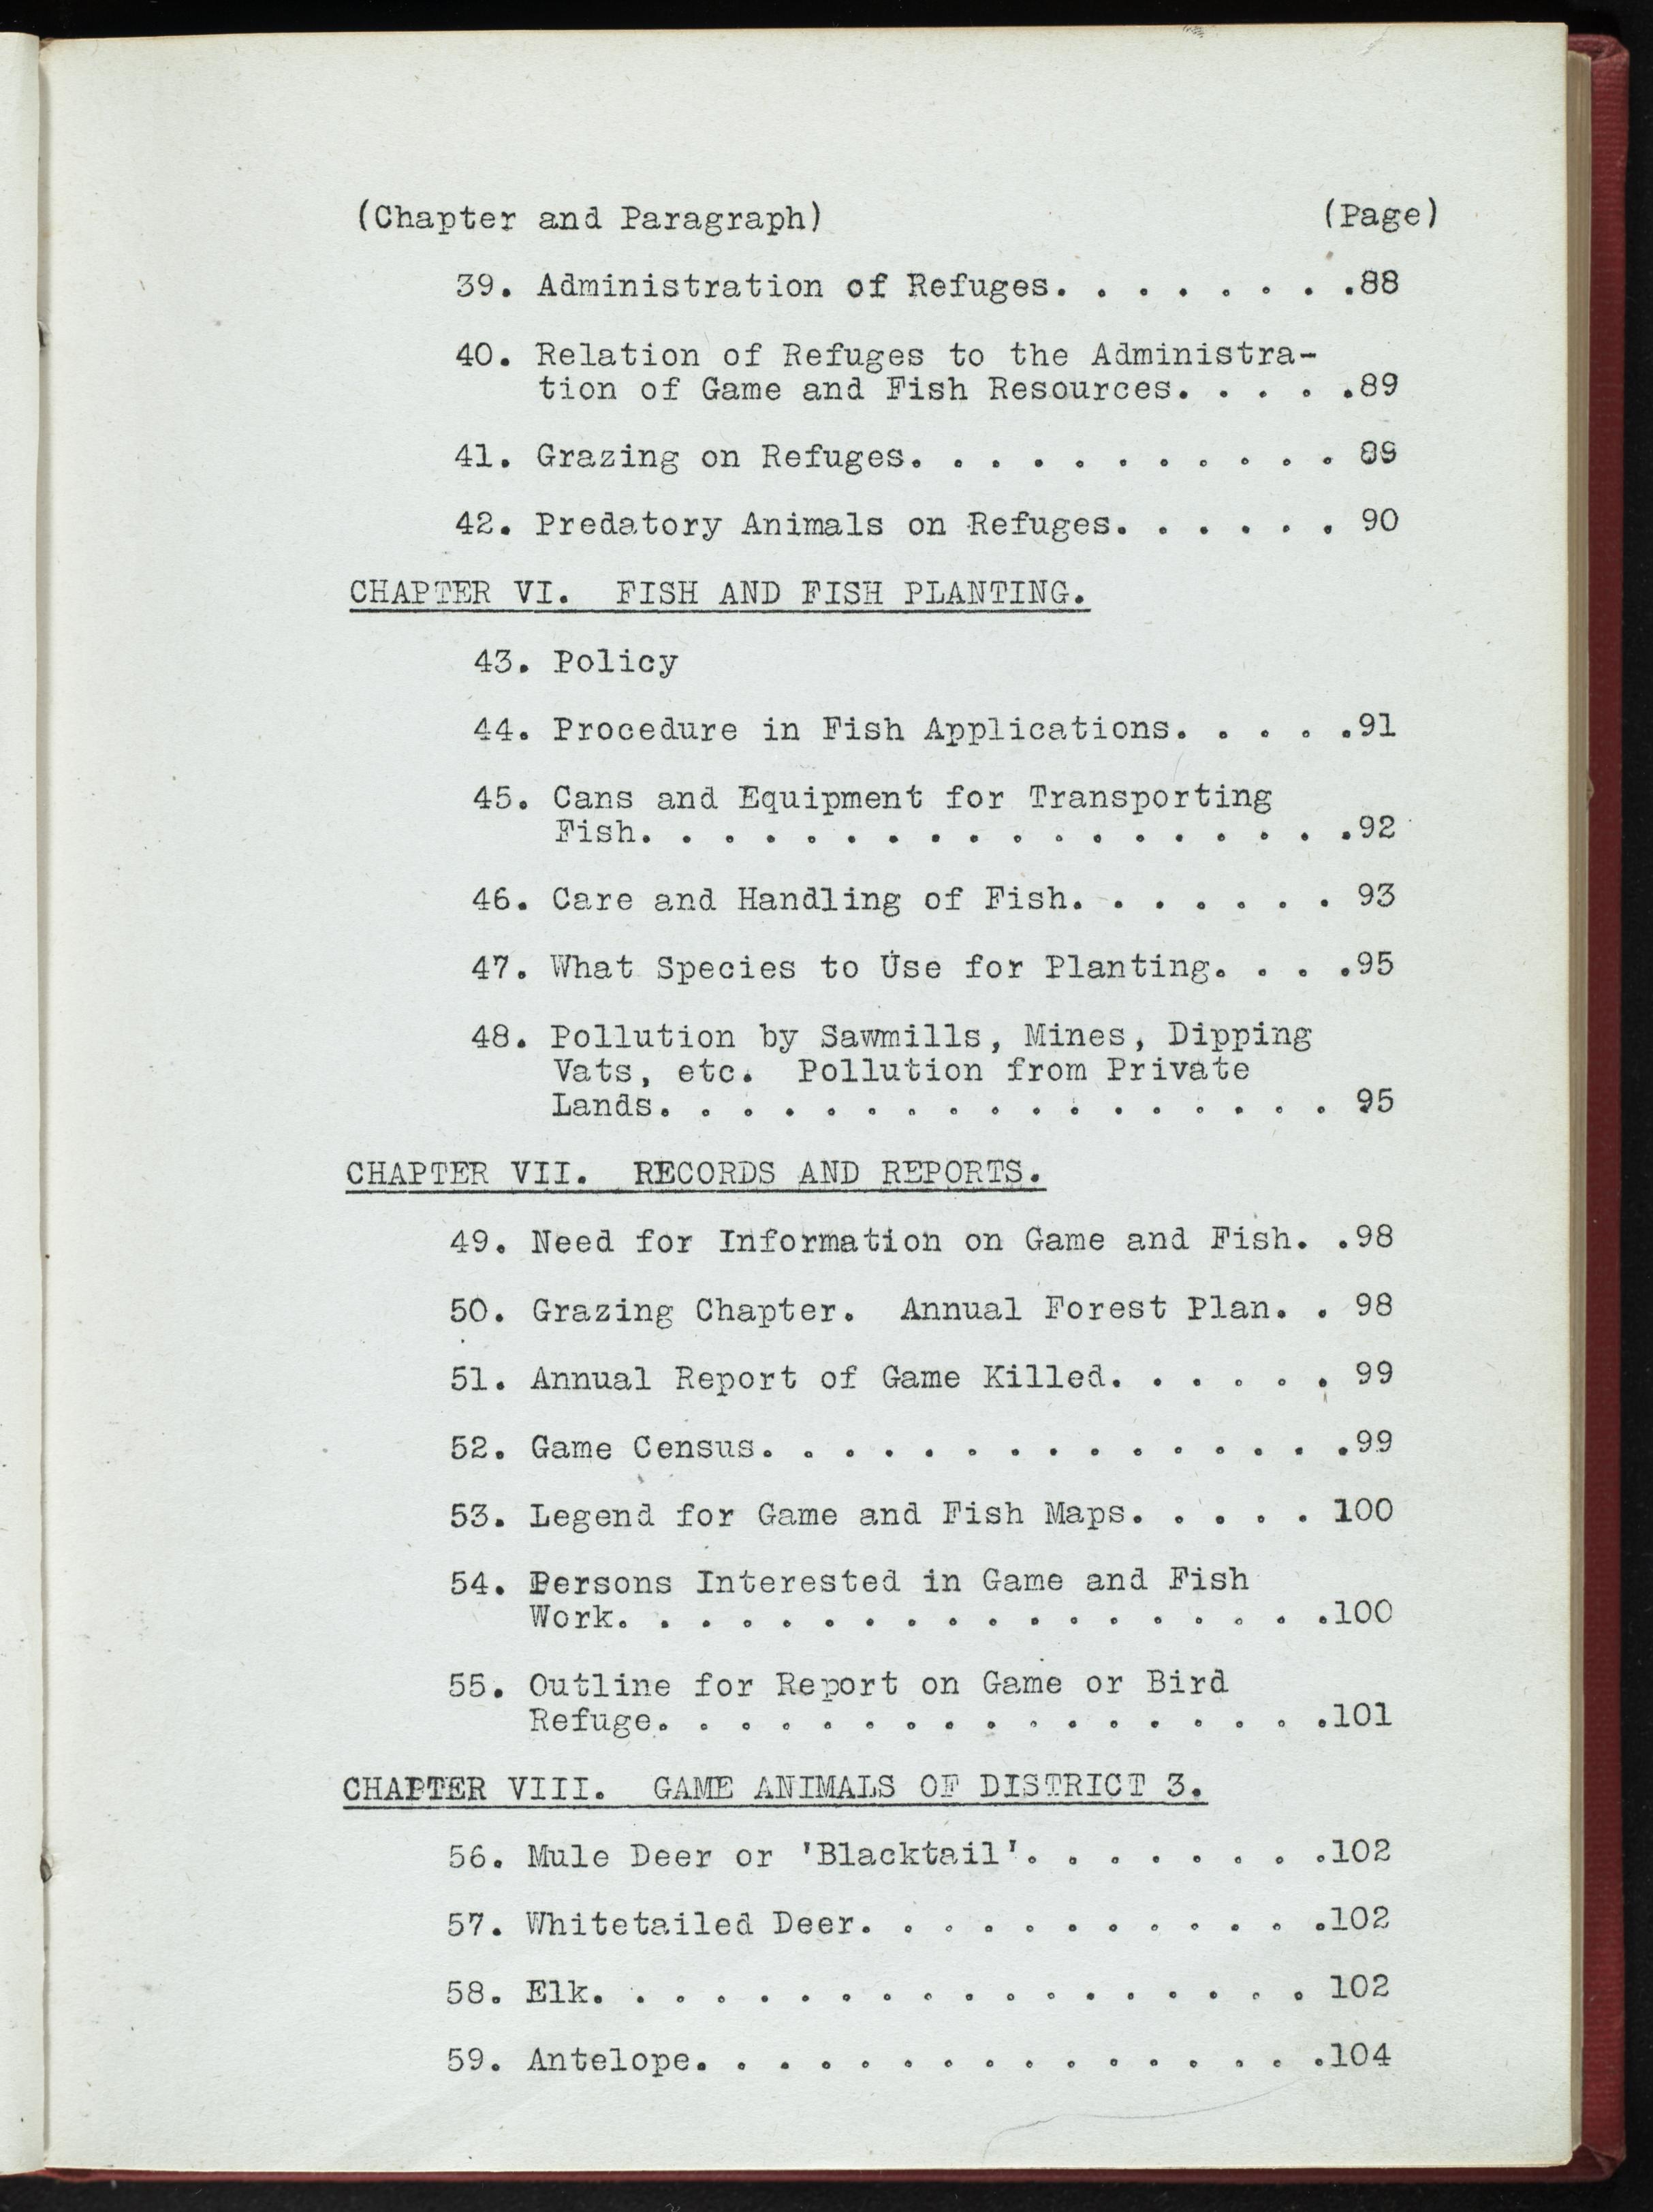 (Chapter and Paragraph) (Page)
39. Administration of Refuges. . . . . . . .88
40. Relation of Refuges to the Administra-
tion of Game and Fish Resources. . . . .89
41. Grazing on Refuges. . . . . . . . . . . 89
42. Predatory Animals on Refuges. . . . . . 90
CHAPTER VI. FISH AND FISH PLANTING.
43. Policy
44. Procedure in Fish Applications. . . . .91
45. Cans and Equipment for Transporting
Fish. . . . . . . . . . . . . . . . . .92
46. Care and Handling of Fish. . . . . . . 93
47. What Species to Use for Planting. . . .95
48. Pollution by Sawmills, Mines, Dipping
Vats, etc. Pollution from Private
Lands. . . . . . . . . . . . . . . . . 95
CHAPTER VII. RECORDS AND REPORTS.
49. Need for Information on Game and Fish. .98
50. Grazing Chapter. Annual Forest Plan. . 98
51. Annual Report of Game Killed. . . . . . 99
52. Game Census. . . . . . . . . . . . . . .99
53. Legend for Game and Fish Maps. . . . . 100
54. Persons Interested in Game and Fish
Work. . . . . . . . . . . . . . . . . .100
55. Outline for Report on Game or Bird
Refuge. . . . . . . . . . . . . . . . .101
CHAPTER VIII. GAME ANIMALS OF DISTRICT 3.
56. Mule Deer or 'Blacktail'. . . . . . . .102
57. Whitetailed Deer. . . . . . . . . . . .102
58. Elk. . . . . . . . . . . . . . . . . . 102
59. Antelope. . . . . . . . . . . . . . . .104